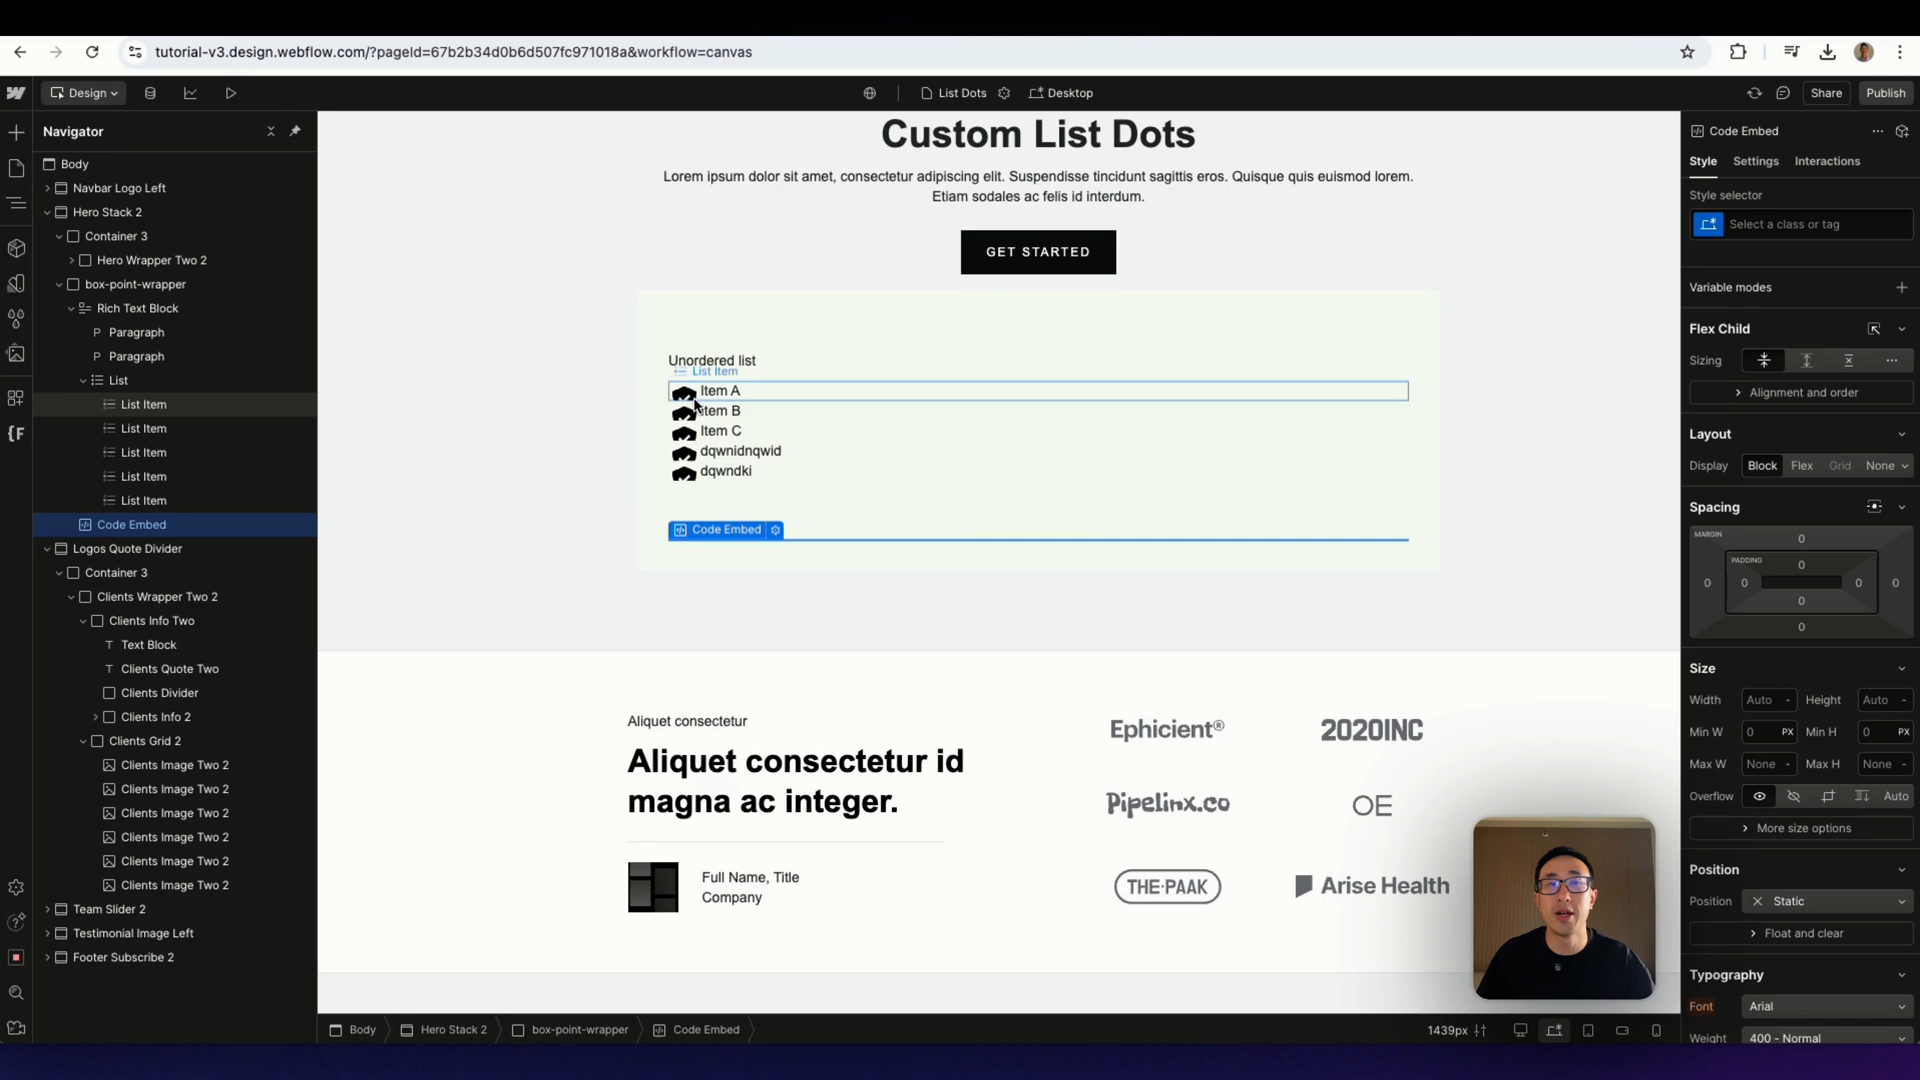 tutorial-v3.design.webflow.com/?pageId=67b2b34d0b6d507fc971018a&workflow=canvas
Design
List Dots
Desktop
Share
Publish
Navigator
Body
Navbar Logo Left
Hero Stack 2
Container 3
Hero Wrapper Two 2
box-point-wrapper
Rich Text Block
Paragraph
Paragraph
List
List Item
List Item
List Item
List Item
List Item
Code Embed
Logos Quote Divider
Container 3
Clients Wrapper Two 2
Clients Info Two
Text Block
Clients Quote Two
Clients Divider
Clients Info 2
Clients Grid 2
Clients Image Two 2
Clients Image Two 2
Clients Image Two 2
Clients Image Two 2
Clients Image Two 2
Clients Image Two 2
Team Slider 2
Testimonial Image Left
Footer Subscribe 2
Custom List Dots
Lorem ipsum dolor sit amet, consectetur adipiscing elit. Suspendisse tincidunt sagittis eros. Quisque quis euismod lorem.
Etiam sodales ac felis id interdum.
GET STARTED
Unordered list
List Item
Item A
Item B
Item C
dqwnidnqwid
dqwndki
Code Embed
Aliquet consectetur
Aliquet consectetur id
magna ac integer.
Full Name, Title
Company
Ephicient®
2020INC
Pipelinx.co
OE
THE·PAAK
Arise Health
Body
Hero Stack 2
box-point-wrapper
Code Embed
1439px
Code Embed
Style
Settings
Interactions
Style selector
Select a class or tag
Variable modes
Flex Child
Sizing
Alignment and order
Layout
Display
Block
Flex
Grid
None
Spacing
MARGIN
0
PADDING
0
0
0
0
0
0
0
Size
Width
Auto
-
Height
Auto
-
Min W
0
PX
Min H
0
PX
Max W
None
-
Max H
None
-
Overflow
Auto
More size options
Position
Position
Static
Float and clear
Typography
Font
Arial
Weight
400 - Normal